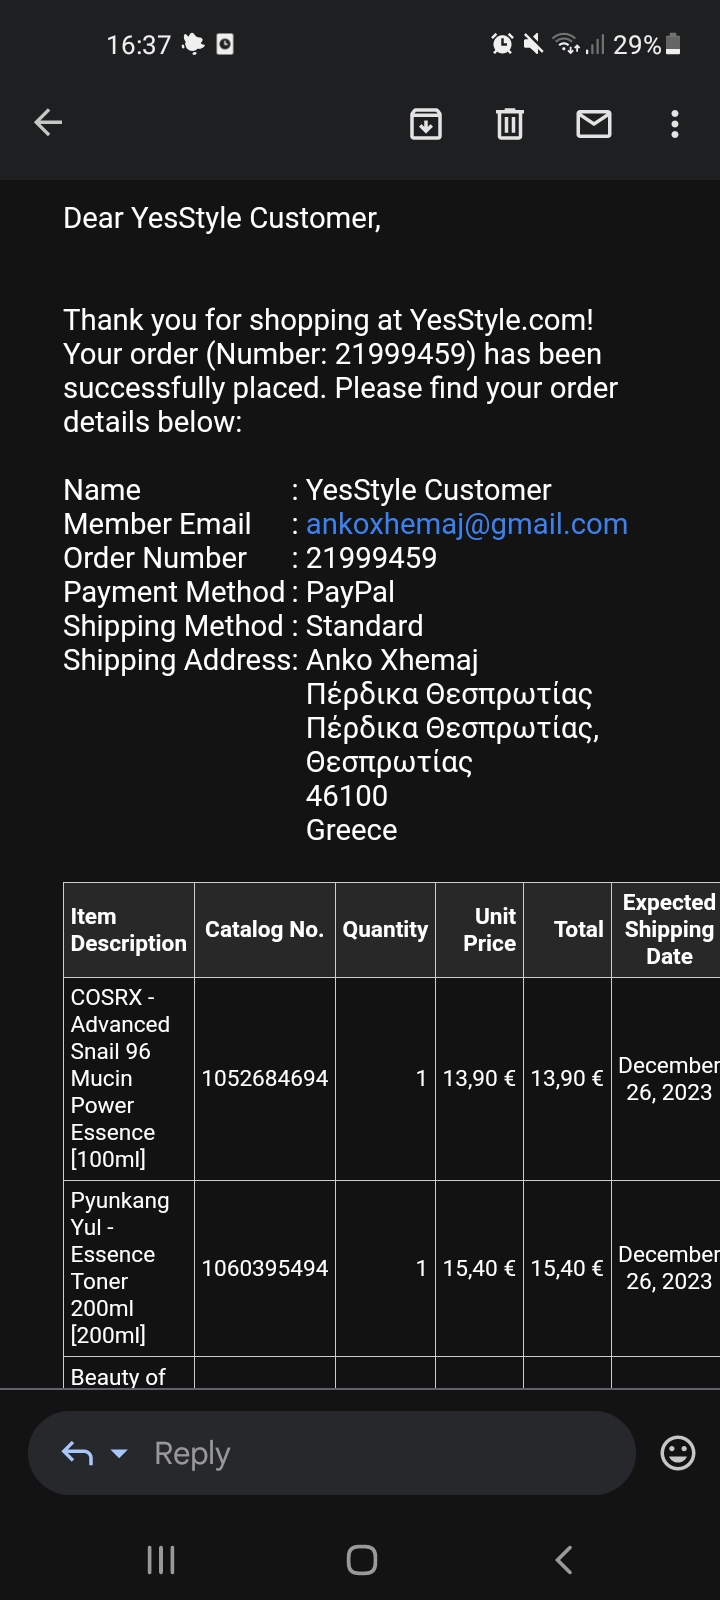 16:37
29%
Dear YesStyle Customer,
Thank you for shopping at YesStyle.com!
Your order (Number: 21999459) has been
successfully placed. Please find your order
details below:
Name : YesStyle Customer
Member Email : ankoxhemaj@gmail.com
Order Number : 21999459
Payment Method : PayPal
Shipping Method : Standard
Shipping Address: Anko Xhemaj
Πέρδικα Θεσπρωτίας
Πέρδικα Θεσπρωτίας,
Θεσπρωτίας
46100
Greece
Item Description Catalog No. Quantity Unit Price Total Expected Shipping Date
COSRX -
Advanced
Snail 96
Mucin
Power
Essence
[100ml]
1052684694 1 13,90 € 13,90 € December 26, 2023
Pyunkang
Yul -
Essence
Toner
200ml
[200ml]
1060395494 1 15,40 € 15,40 € December 26, 2023
Beauty of
Reply